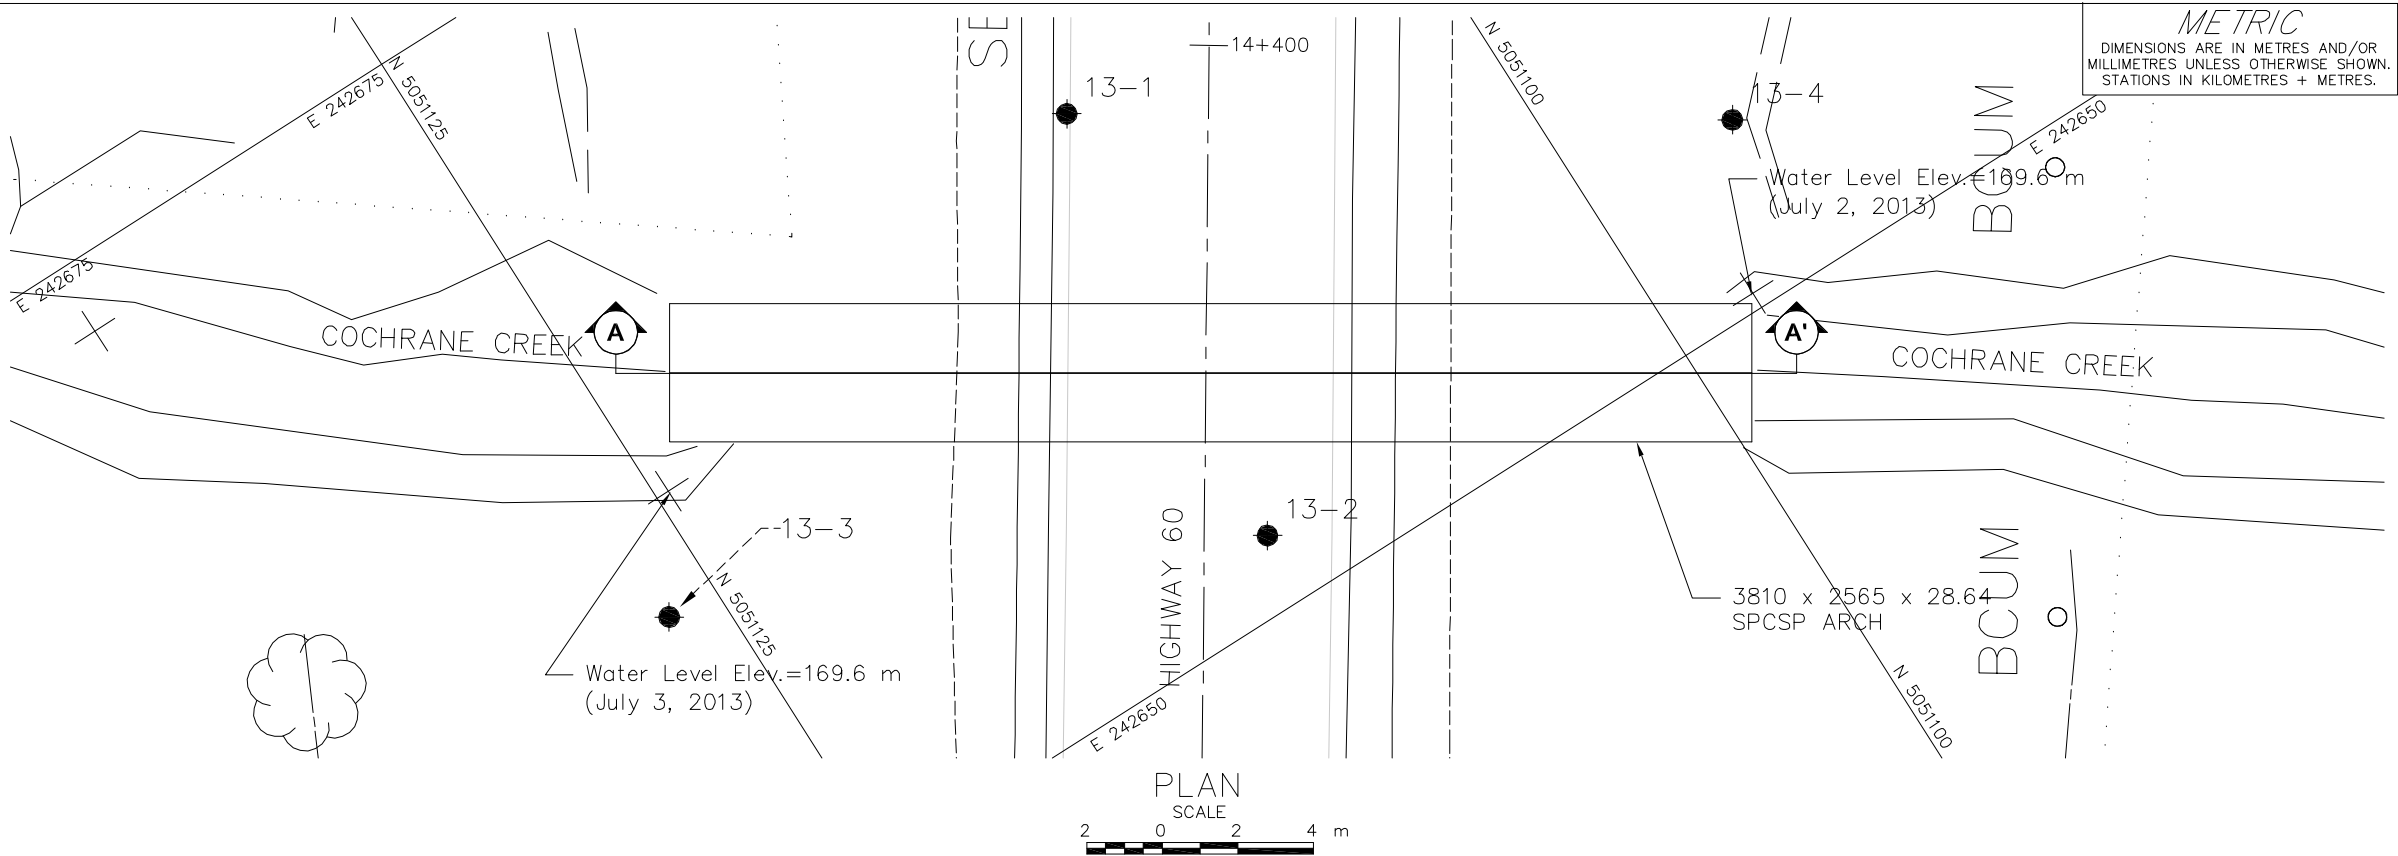 METRIC
DIMENSIONS ARE IN METRES AND/OR
MILLIMETRES UNLESS OTHERWISE SHOWN.
STATIONS IN KILOMETRES + METRES.
SE
14+400
N 5051100
13-1
13-4
E 242675
N 5051125
E 242650
BCUM
Water Level Elev.=169.6 m
(July 2, 2013)
E 242675
COCHRANE CREEK
A
A'
COCHRANE CREEK
13-3
13-2
HIGHWAY 60
N 5051125
3810 x 2565 x 28.64
SPCSP ARCH
BCUM
Water Level Elev.=169.6 m
(July 3, 2013)
E 242650
N 5051100
PLAN
SCALE
2 0 2 4 m